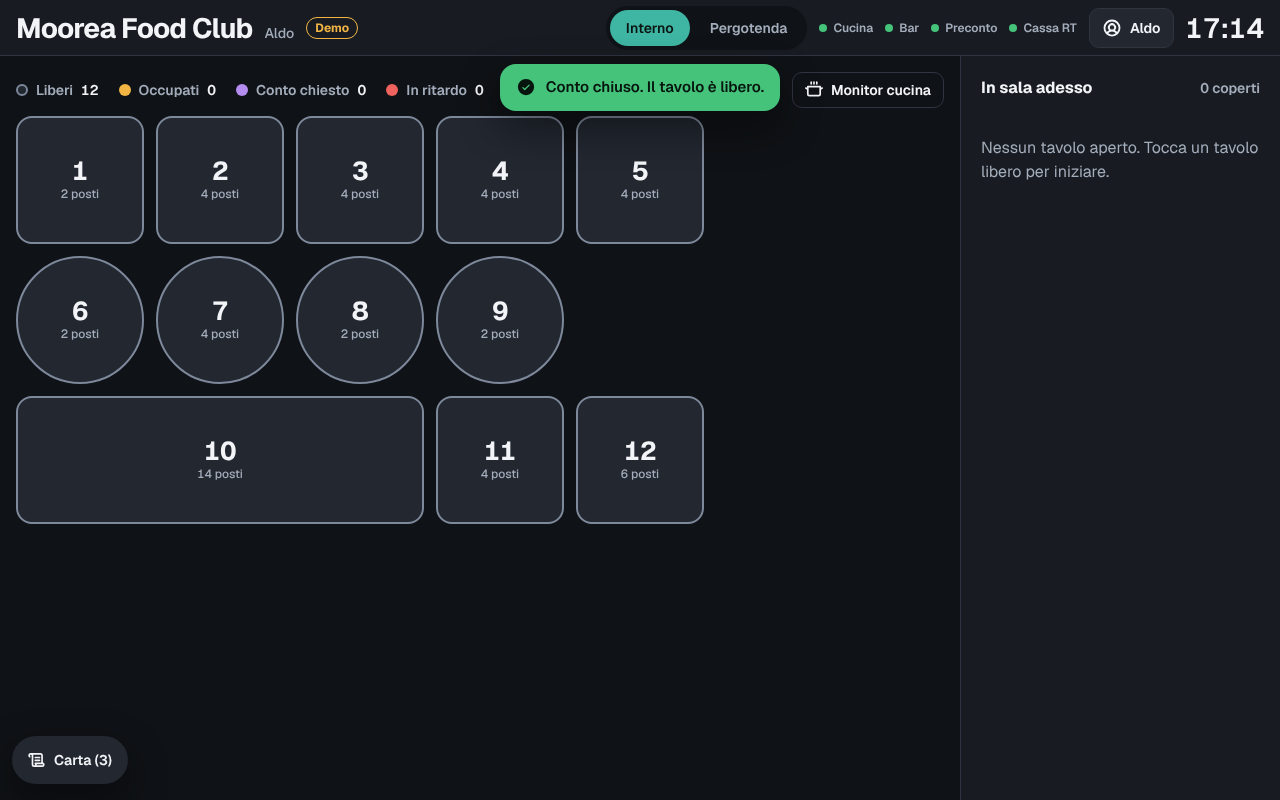 Moorea Food Club Aldo Demo Interno Pergotenda Cucina Bar Preconto Cassa RT Aldo 17:14
Liberi 12 Occupati 0 Conto chiesto 0 In ritardo 0 Conto chiuso. Il tavolo è libero. Monitor cucina
In sala adesso 0 coperti
Nessun tavolo aperto. Tocca un tavolo
libero per iniziare.
1 2 3 4 5
2 posti 4 posti 4 posti 4 posti 4 posti
6 7 8 9
2 posti 4 posti 2 posti 2 posti
10 11 12
14 posti 4 posti 6 posti
Carta (3)